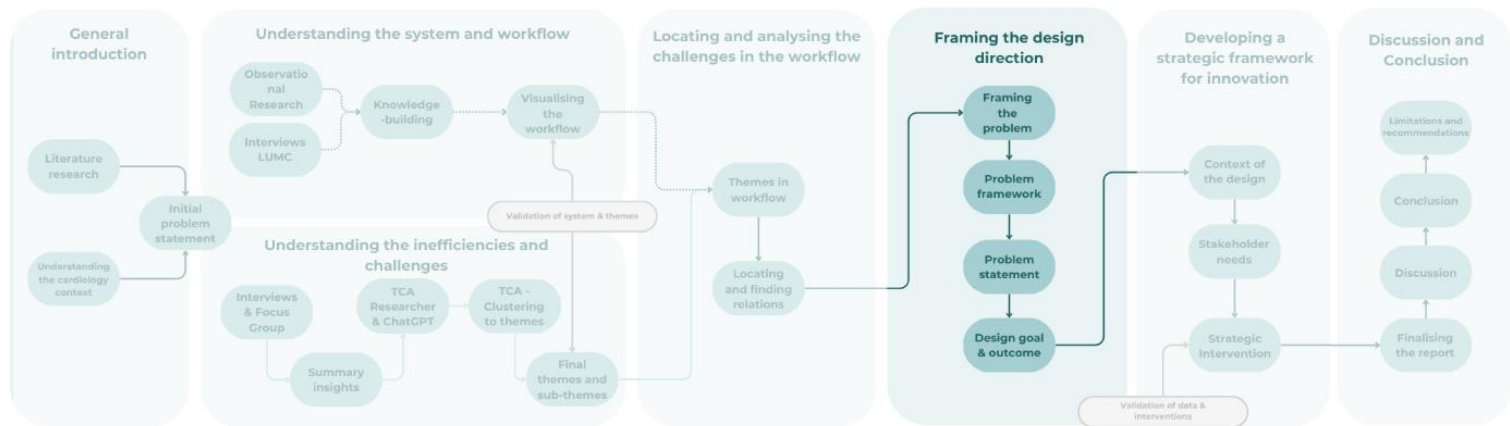 General
introduction
Literature
research
Understanding
the cardiology
context
Initial
problem
statement
Understanding the system and workflow
Observatio
nal
Research
Interviews
LUMC
Knowledge
-building
Visualising
the
workflow
Validation of system & themes
Understanding the inefficiencies and
challenges
Interviews
& Focus
Group
Summary
insights
TCA
Researcher
& ChatGPT
TCA -
Clustering
to themes
Final
themes and
sub-themes
Locating and analysing the
challenges in the workflow
Themes in
workflow
Locating
and finding
relations
Framing the design
direction
Framing
the
problem
Problem
framework
Problem
statement
Design goal
& outcome
Developing a
strategic framework
for innovation
Context of
the design
Stakeholder
needs
Strategic
Intervention
Validation of data &
interventions
Discussion and
Conclusion
Limitations and
recommendations
Conclusion
Discussion
Finalising
the report